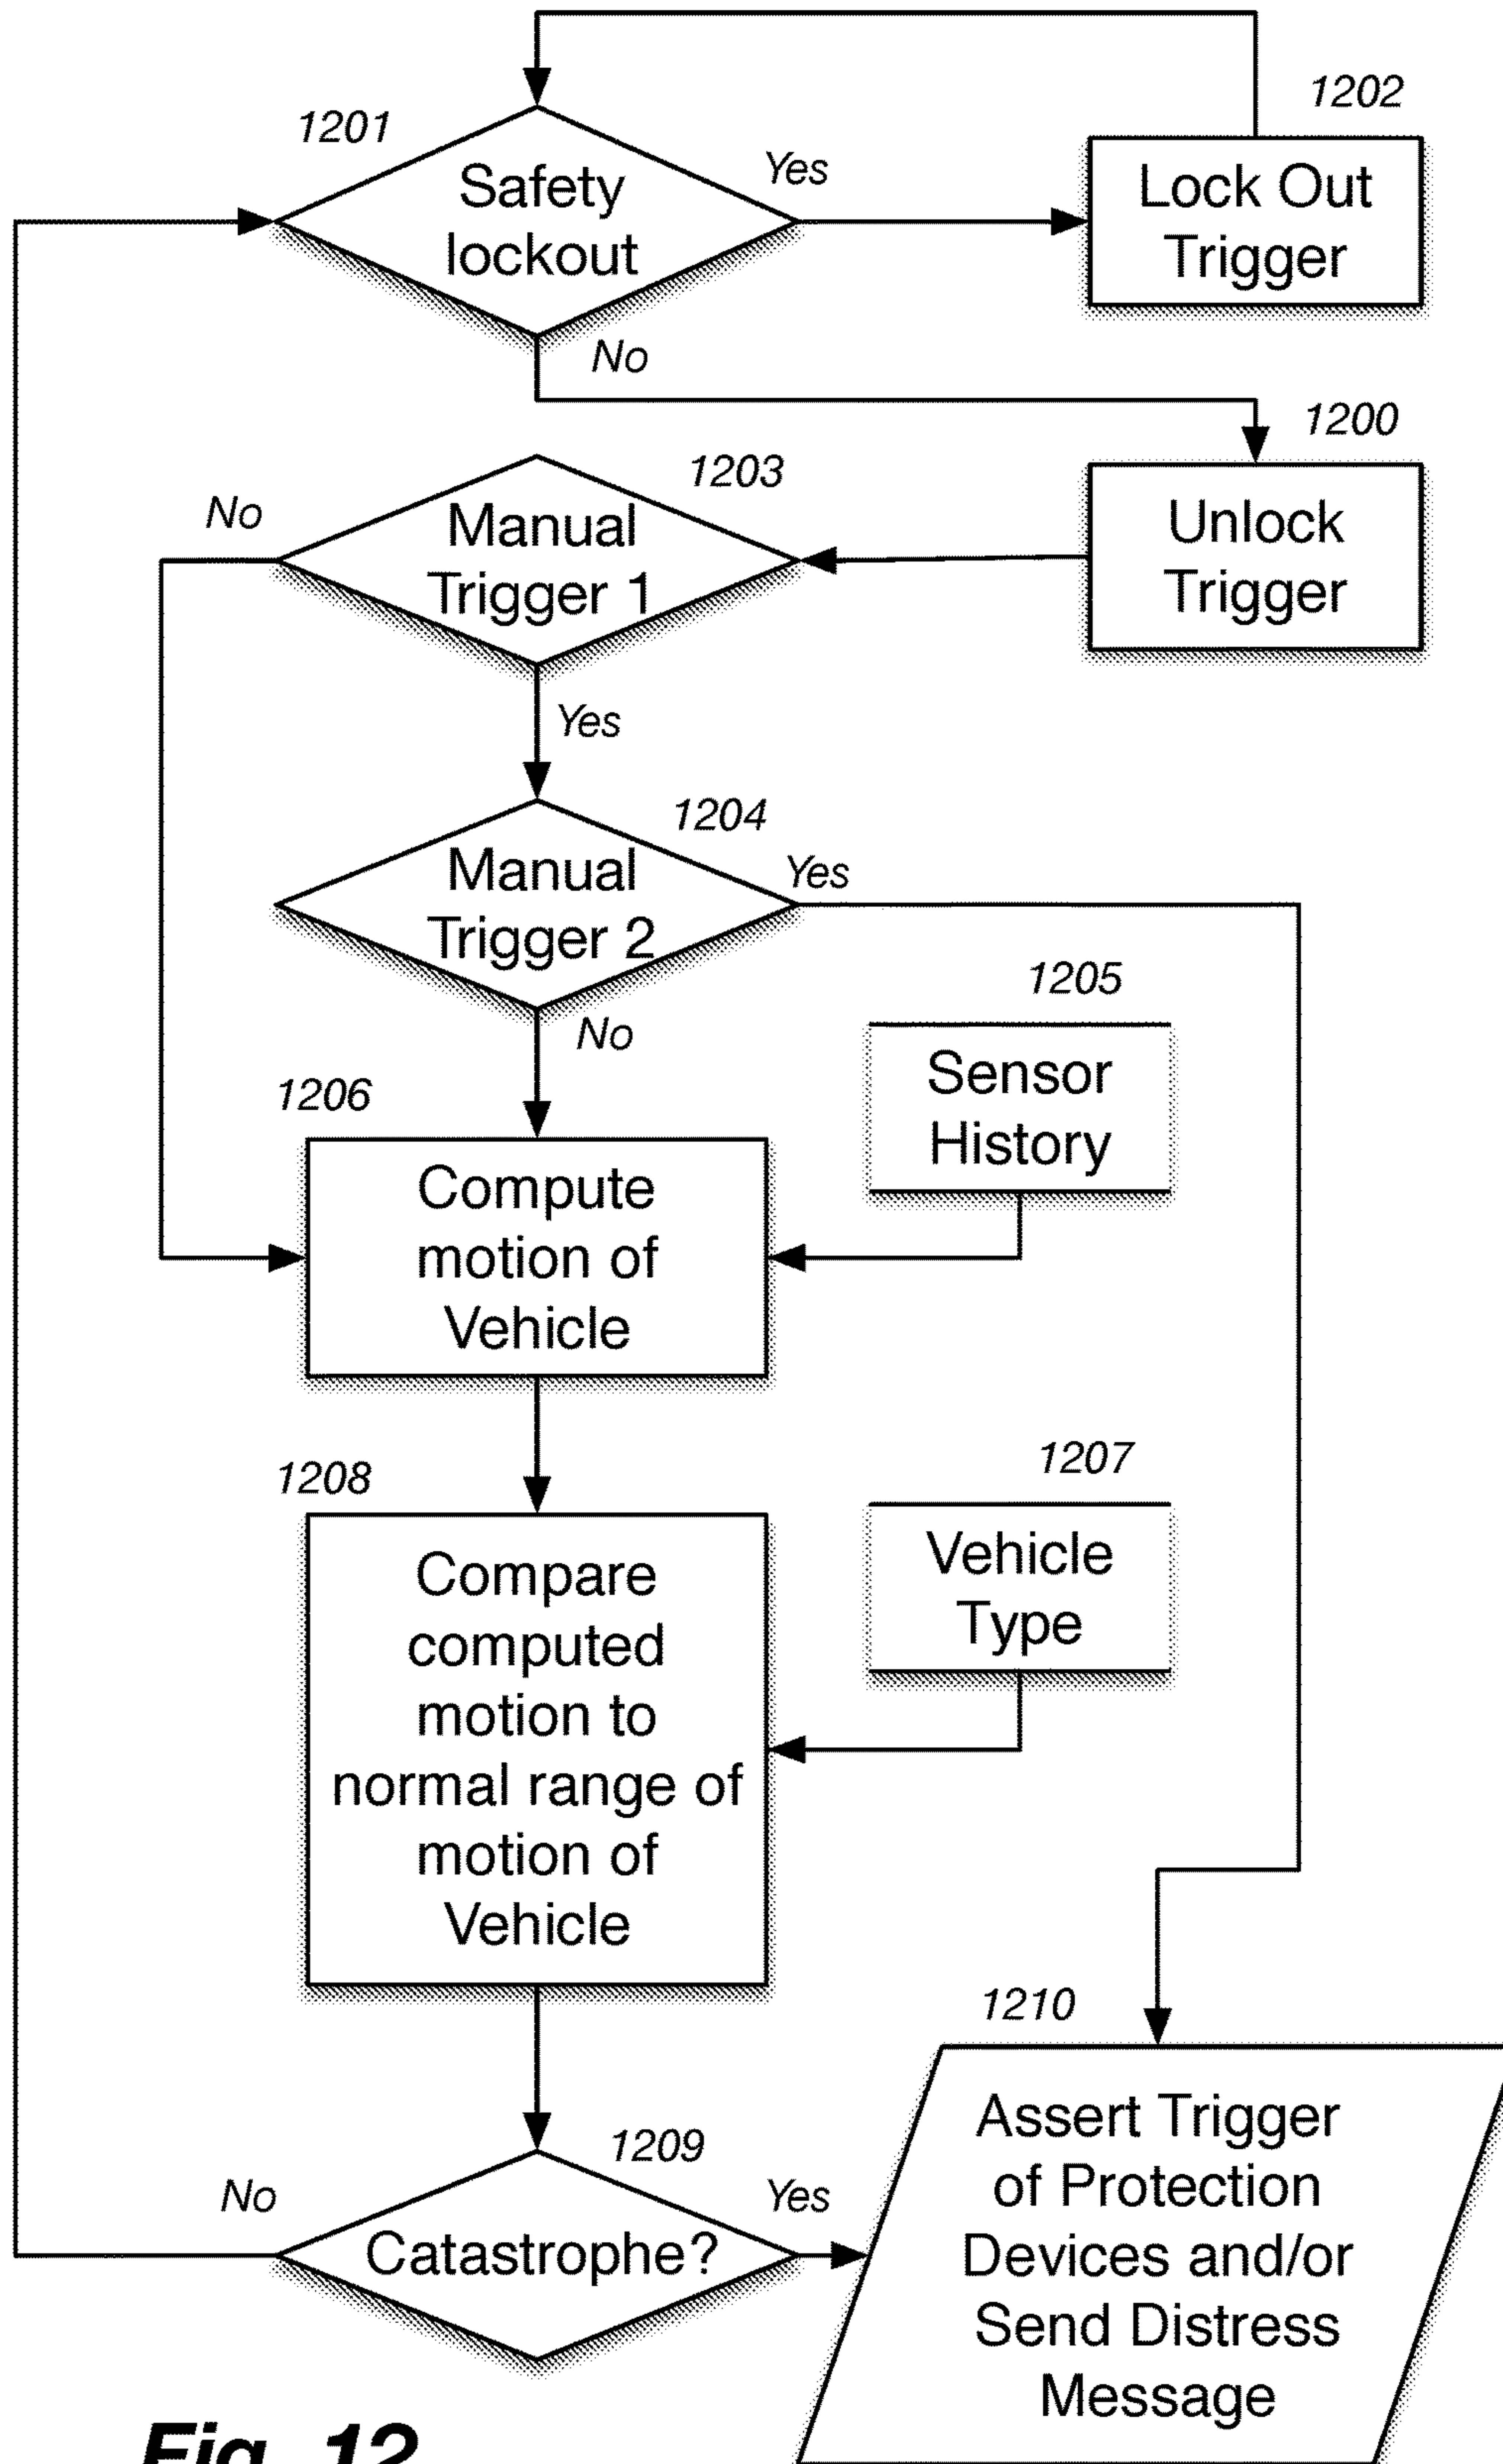 1202
1201
Safety
lockout
Yes
Lock Out
Trigger
No
1200
1203
No
Manual
Trigger 1
Unlock
Trigger
Yes
1204
Manual
Trigger 2
Yes
No
1205
Sensor
History
1206
Compute
motion of
Vehicle
1207
Vehicle
Type
1208
Compare
computed
motion to
normal range of
motion of
Vehicle
1209
No
Catastrophe?
Yes
1210
Assert Trigger
of Protection
Devices and/or
Send Distress
Message
Fig. 12